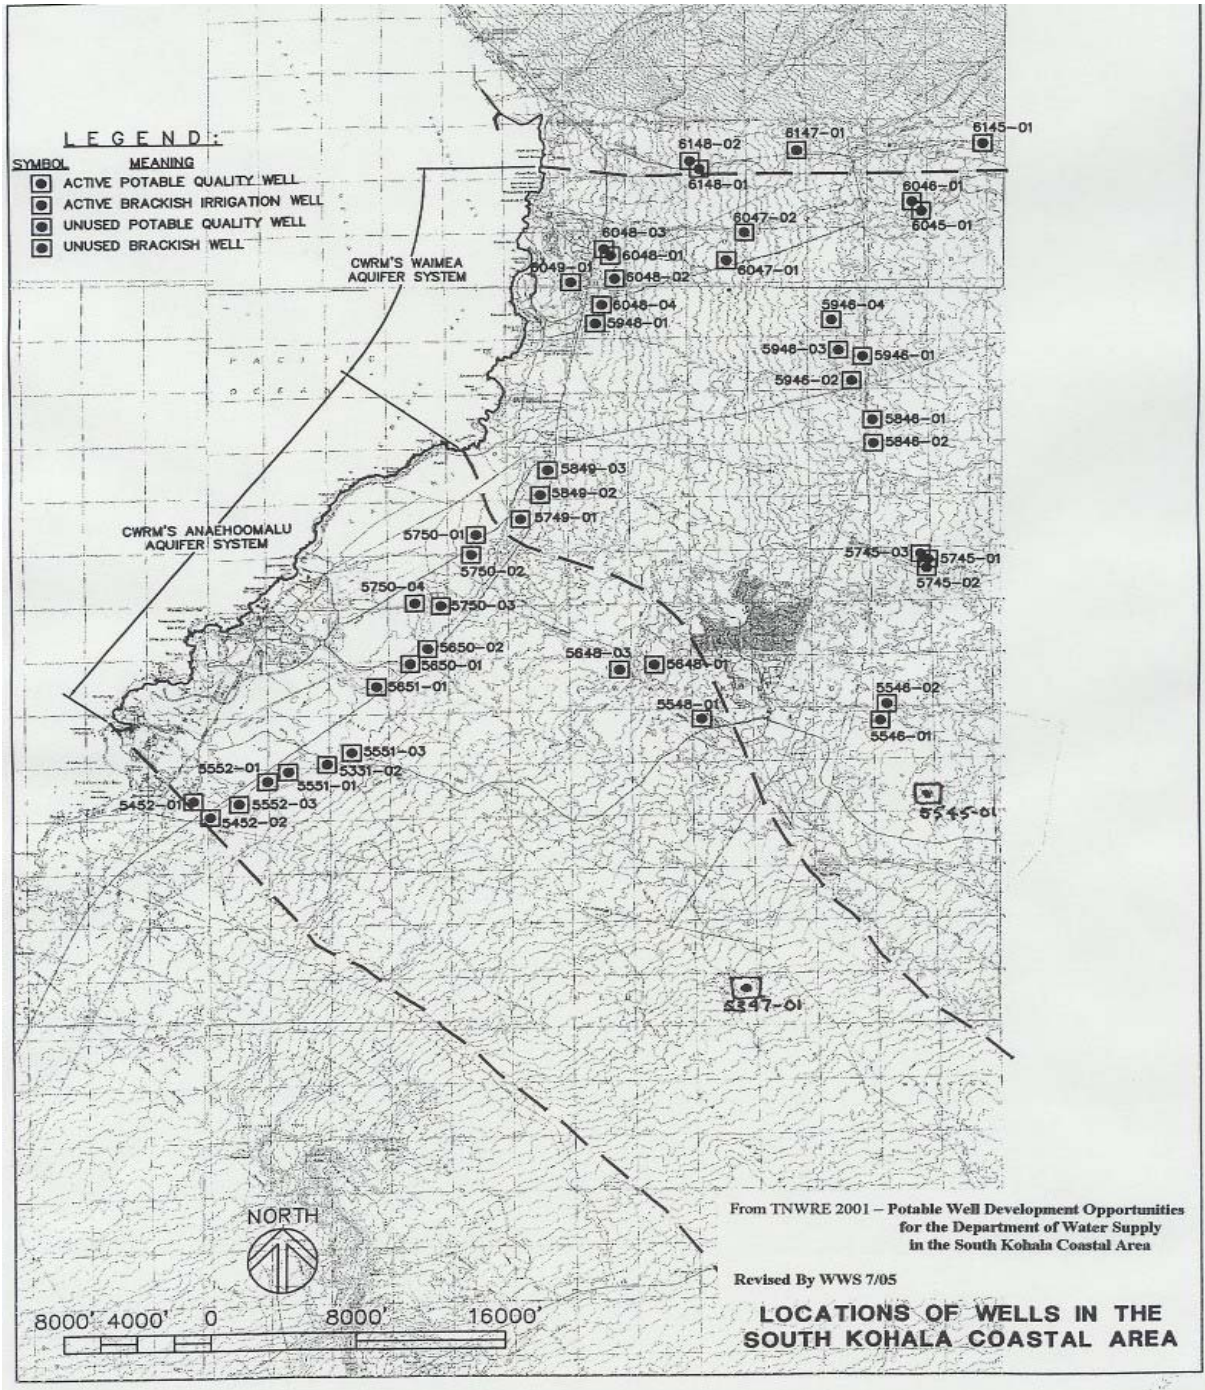 LEGEND:
SYMBOL MEANING
ACTIVE POTABLE QUALITY WELL
ACTIVE BRACKISH IRRIGATION WELL
UNUSED POTABLE QUALITY WELL
UNUSED BRACKISH WELL
CWRM'S WAIMEA
AQUIFER SYSTEM
PACIFIC
OCEAN
CWRM'S ANAEHOOMALU
AQUIFER SYSTEM
6145-01
6147-01
6148-02
6148-01
6046-01
6045-01
6047-02
6047-01
6048-03
6048-01
6049-01
6048-02
6048-04
5948-01
5946-04
5948-03
5946-01
5946-02
5846-01
5846-02
5849-03
5849-02
5749-01
5750-01
5750-02
5745-03
5745-01
5745-02
5750-04
5750-03
5650-02
5650-01
5651-01
5648-03
5648-01
5548-01
5546-02
5546-01
5551-03
5331-02
5552-01
5551-01
5452-01
5552-03
5452-02
5545-01
5347-01
NORTH
8000' 4000' 0 8000' 16000'
From TNWRE 2001 – Potable Well Development Opportunities
for the Department of Water Supply
in the South Kohala Coastal Area
Revised By WWS 7/05
LOCATIONS OF WELLS IN THE
SOUTH KOHALA COASTAL AREA